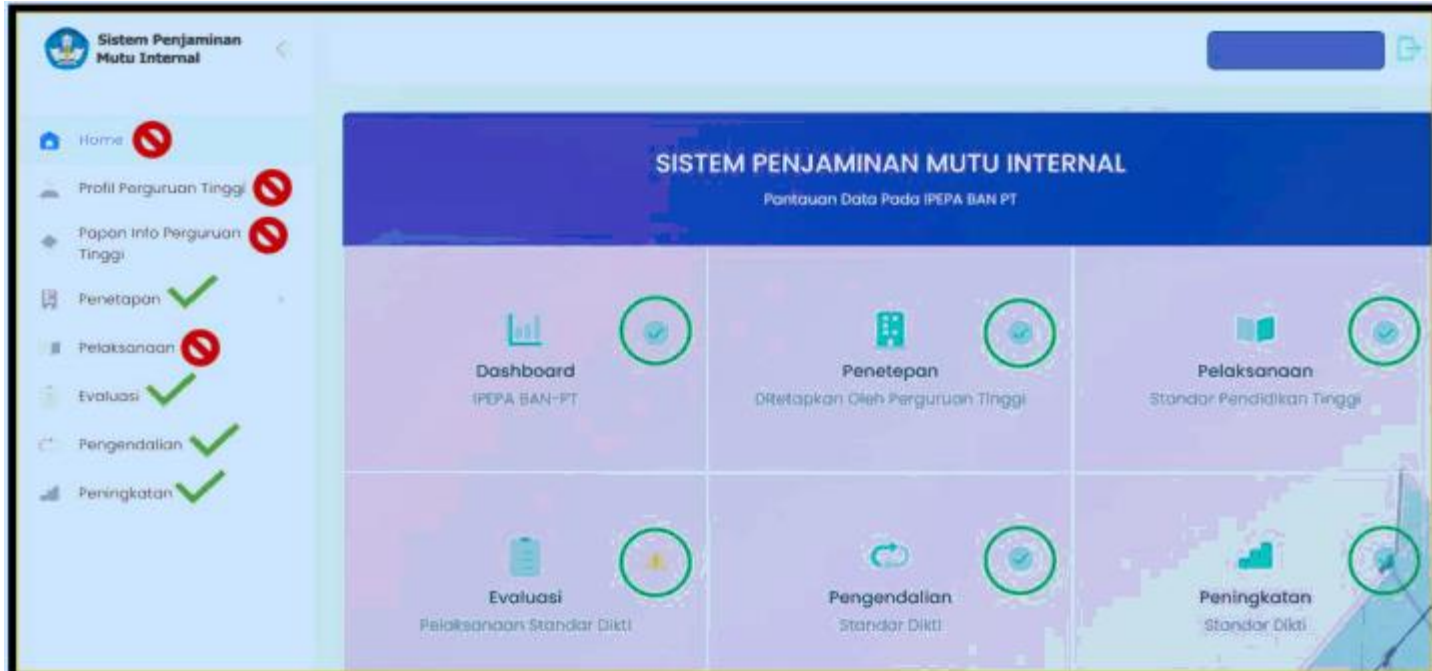 Sistem Penjaminan
Mutu Internal
Home
Profil Perguruan Tinggi
Papan Info Perguruan
Tinggi
Penetapan
Pelaksanaan
Evaluasi
Pengendalian
Peningkatan
SISTEM PENJAMINAN MUTU INTERNAL
Pantauan Data Pada IPEPA BAN PT
Dashboard
IPEPA BAN-PT
Penetepan
Ditetapkan Oleh Perguruan Tinggi
Pelaksanaan
Standar Pendidikan Tinggi
Evaluasi
Pelaksanaan Standar Dikti
Pengendalian
Standar Dikti
Peningkatan
Standar Dikti